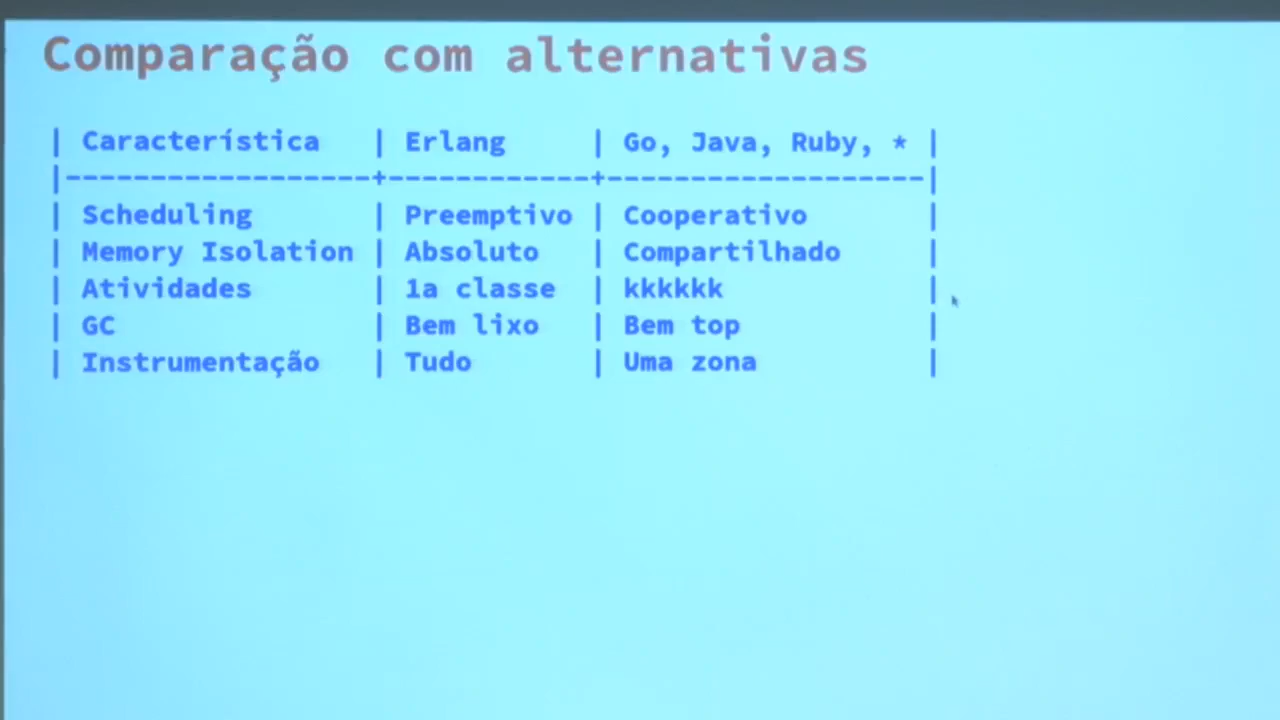 Comparação com alternativas
| Característica | Erlang | Go, Java, Ruby, * |
|------------------+------------+-------------------|
| Scheduling | Preemptivo | Cooperativo |
| Memory Isolation | Absoluto | Compartilhado |
| Atividades | 1a classe | kkkkkk |
| GC | Bem lixo | Bem top |
| Instrumentação | Tudo | Uma zona |